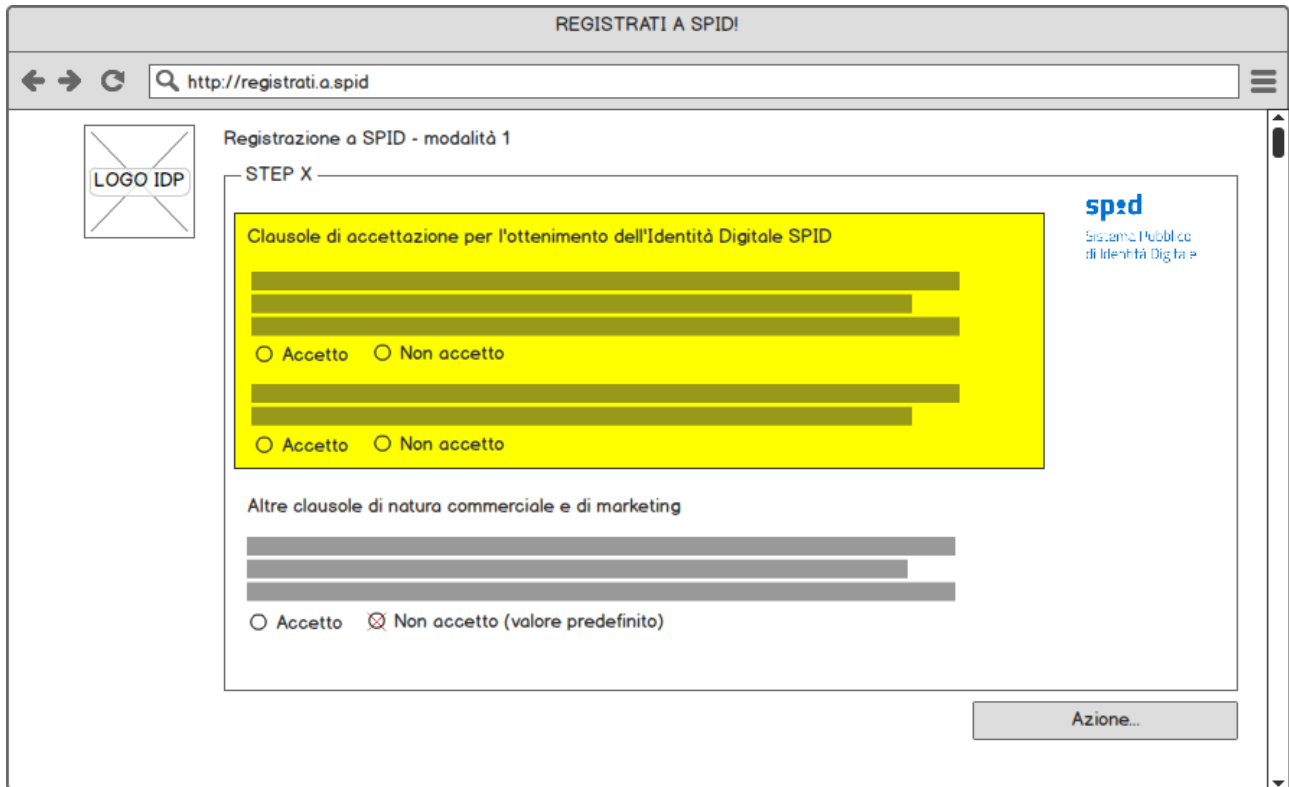 REGISTRATI A SPID!
http://registrati.a.spid
Registrazione a SPID - modalità 1
LOGO IDP
STEP X
spid
Sistema Pubblico
di Identità Digitale
Clausole di accettazione per l'ottenimento dell'Identità Digitale SPID
Accetto Non accetto
Accetto Non accetto
Altre clausole di natura commerciale e di marketing
Accetto Non accetto (valore predefinito)
Azione...